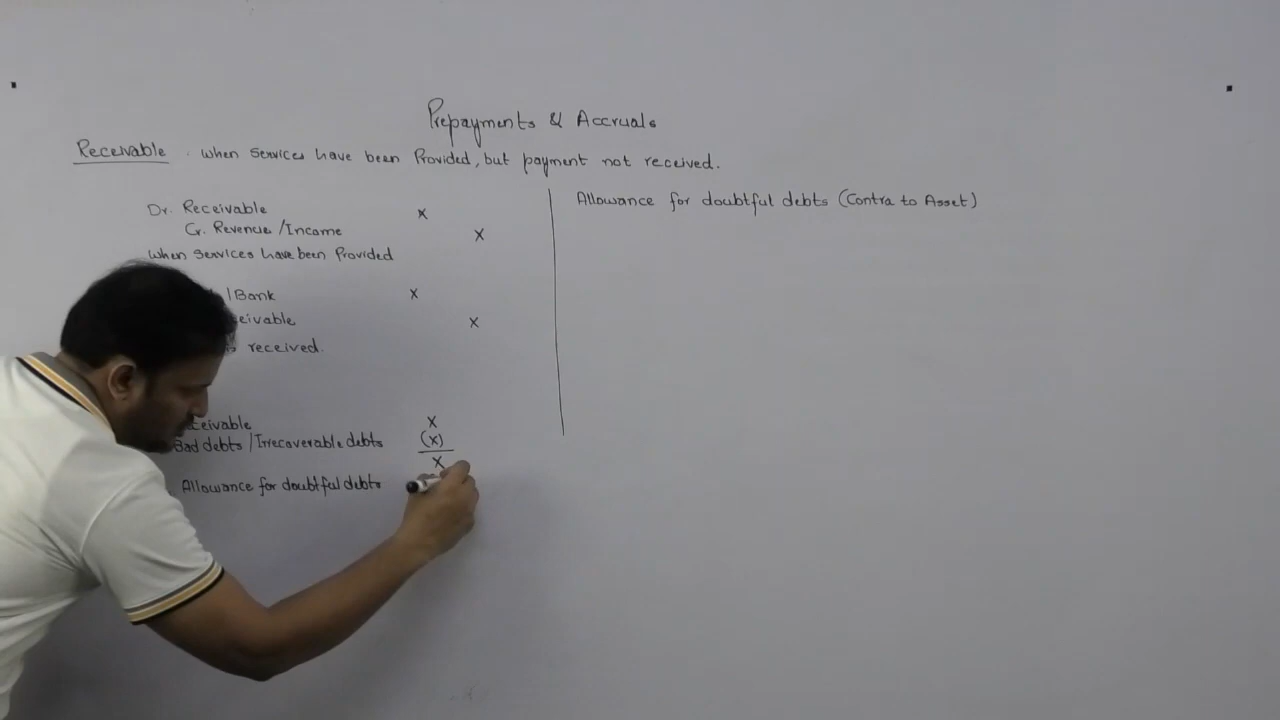 Prepayments & Accruals
Receivable . When Services have been Provided, but payment not received.
Dr. Receivable x
Cr. Revenue /Income x
When Services have been Provided
/Bank x
eivable x
is received.
ceivable x
Bad debts / Irrecoverable debts (x)
x
Allowance for doubtful debts
Allowance for doubtful debts (Contra to Asset)